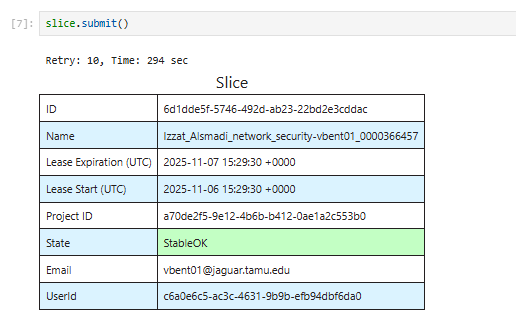 [7]: slice.submit()
Retry: 10, Time: 294 sec
Slice
ID 6d1dde5f-5746-492d-ab23-22bd2e3cddac
Name Izzat_Alsmadi_network_security-vbent01_0000366457
Lease Expiration (UTC) 2025-11-07 15:29:30 +0000
Lease Start (UTC) 2025-11-06 15:29:30 +0000
Project ID a70de2f5-9e12-4b6b-b412-0ae1a2c553b0
State StableOK
Email vbent01@jaguar.tamu.edu
UserId c6a0e6c5-ac3c-4631-9b9b-efb94dbf6da0